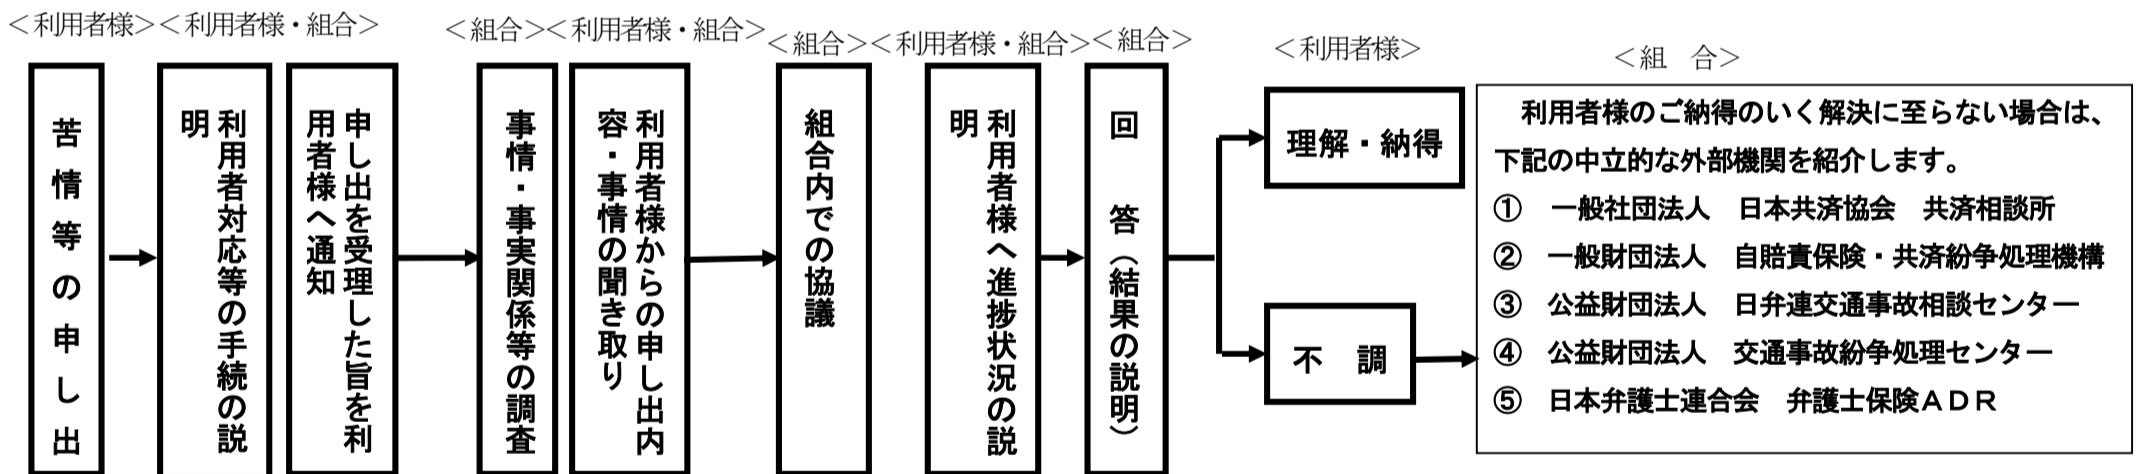 ＜利用者様＞
＜利用者様・組合＞
＜組合＞
＜利用者様・組合＞
＜組合＞
＜利用者様・組合＞
＜組合＞
＜利用者様＞
＜組　合＞
苦情等の申し出
利用者対応等の手続の説
明
申し出を受理した旨を利
用者様へ通知
事情・事実関係等の調査
利用者様からの申し出内
容・事情の聞き取り
組合内での協議
利用者様へ進捗状況の説
明
回　答（結果の説明）
理解・納得
不　調
利用者様のご納得のいく解決に至らない場合は、
下記の中立的な外部機関を紹介します。
①　一般社団法人　日本共済協会　共済相談所
②　一般財団法人　自賠責保険・共済紛争処理機構
③　公益財団法人　日弁連交通事故相談センター
④　公益財団法人　交通事故紛争処理センター
⑤　日本弁護士連合会　弁護士保険ＡＤＲ